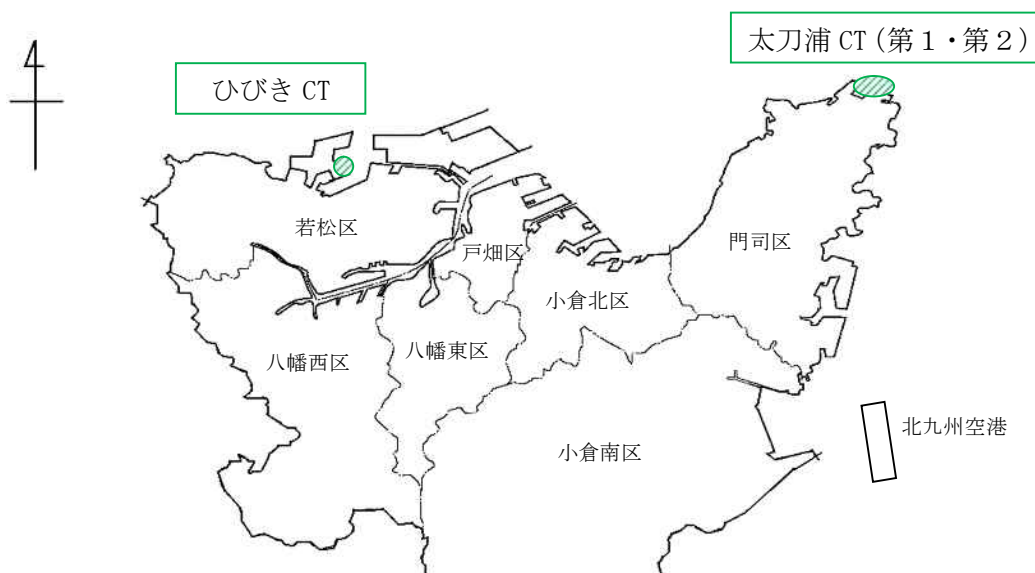 太刀浦 CT (第１・第２)
ひびき CT
若松区
戸畑区
門司区
小倉北区
八幡西区
八幡東区
北九州空港
小倉南区